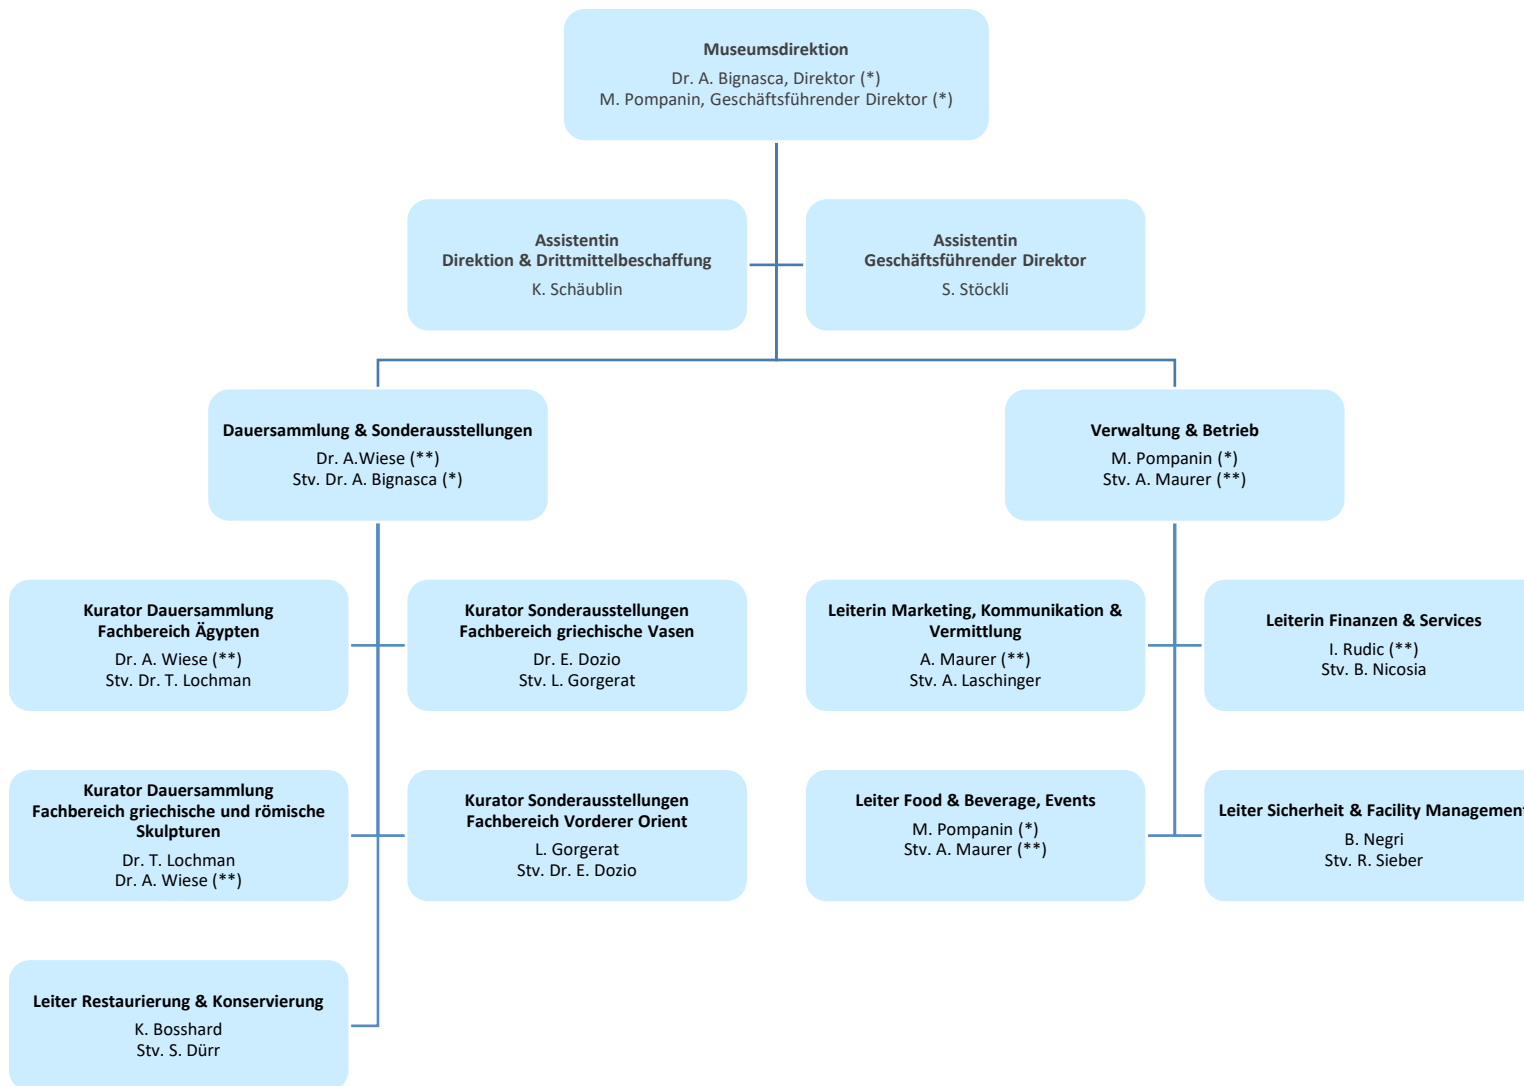 Museumsdirektion
Dr. A. Bignasca, Direktor (*)
M. Pompanin, Geschäftsführender Direktor (*)
Assistentin
Direktion & Drittmittelbeschaffung
K. Schäublin
Assistentin
Geschäftsführender Direktor
S. Stöckli
Dauersammlung & Sonderausstellungen
Dr. A.Wiese (**)
Stv. Dr. A. Bignasca (*)
Verwaltung & Betrieb
M. Pompanin (*)
Stv. A. Maurer (**)
Kurator Dauersammlung
Fachbereich Ägypten
Dr. A. Wiese (**)
Stv. Dr. T. Lochman
Kurator Sonderausstellungen
Fachbereich griechische Vasen
Dr. E. Dozio
Stv. L. Gorgerat
Leiterin Marketing, Kommunikation &
Vermittlung
A. Maurer (**)
Stv. A. Laschinger
Leiterin Finanzen & Services
I. Rudic (**)
Stv. B. Nicosia
Kurator Dauersammlung
Fachbereich griechische und römische
Skulpturen
Dr. T. Lochman
Dr. A. Wiese (**)
Kurator Sonderausstellungen
Fachbereich Vorderer Orient
L. Gorgerat
Stv. Dr. E. Dozio
Leiter Food & Beverage, Events
M. Pompanin (*)
Stv. A. Maurer (**)
Leiter Sicherheit & Facility Management
B. Negri
Stv. R. Sieber
Leiter Restaurierung & Konservierung
K. Bosshard
Stv. S. Dürr